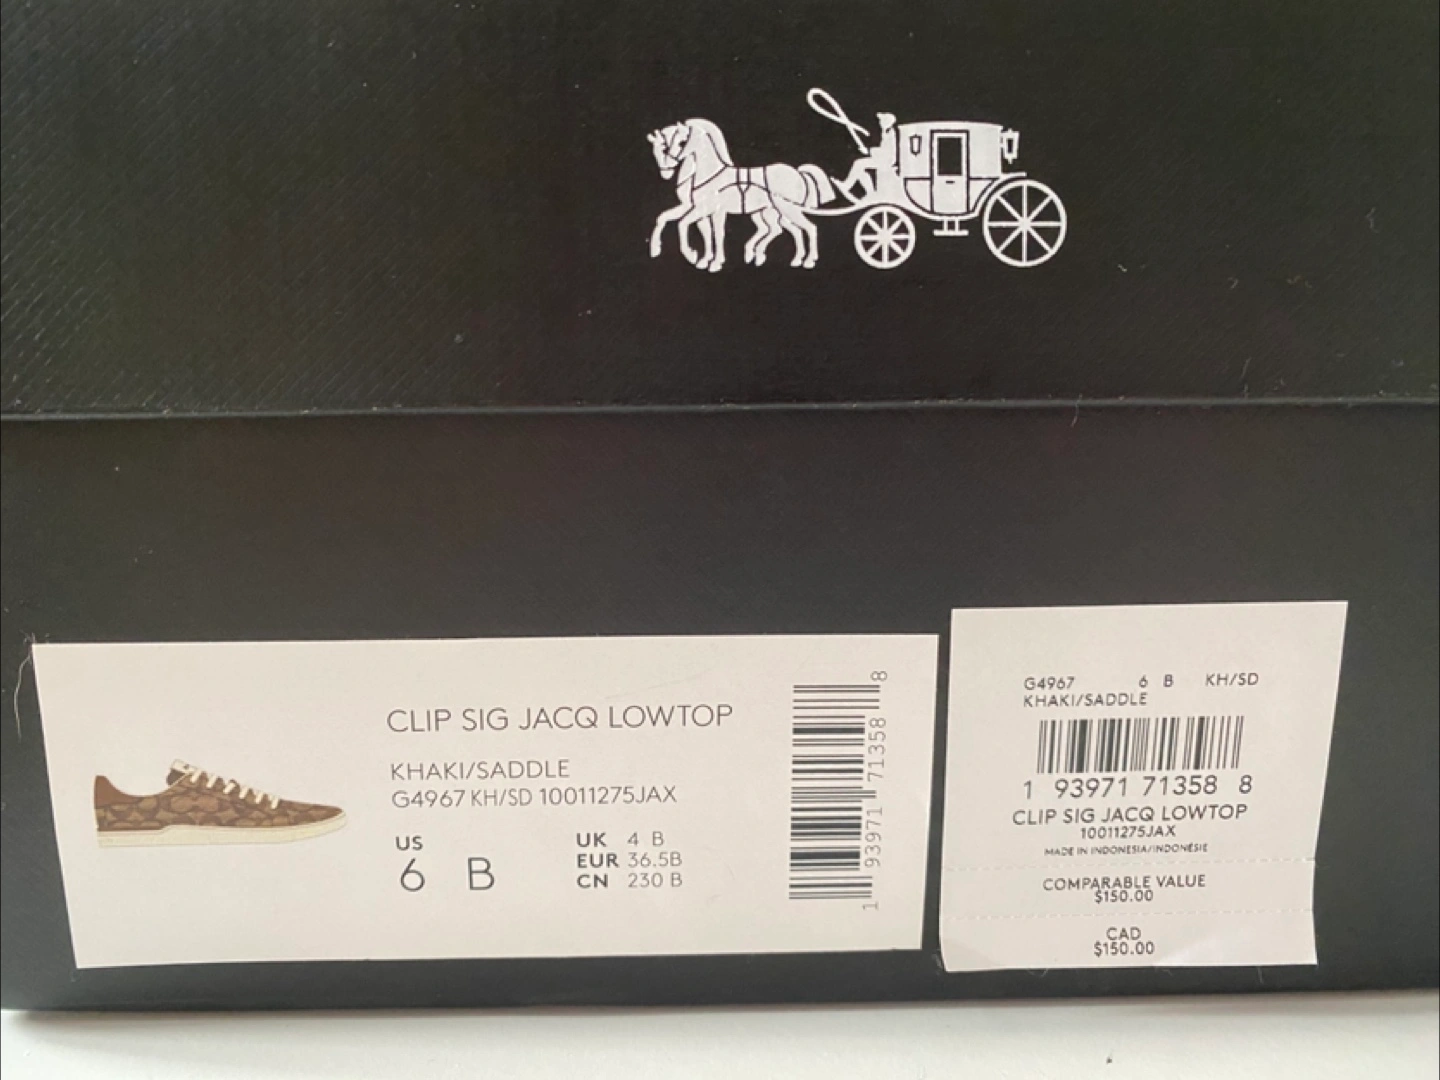 CLIP SIG JACQ LOWTOP
KHAKI/SADDLE
G4967 KH/SD 10011275JAX
US
6 B
UK 4 B
EUR 36.5B
CN 230 B
1 93971 71358 8
G4967 6 B KH/SD
KHAKI/SADDLE
1 93971 71358 8
CLIP SIG JACQ LOWTOP
10011275JAX
MADE IN INDONESIA/INDONÉSIE
COMPARABLE VALUE
$150.00
CAD
$150.00